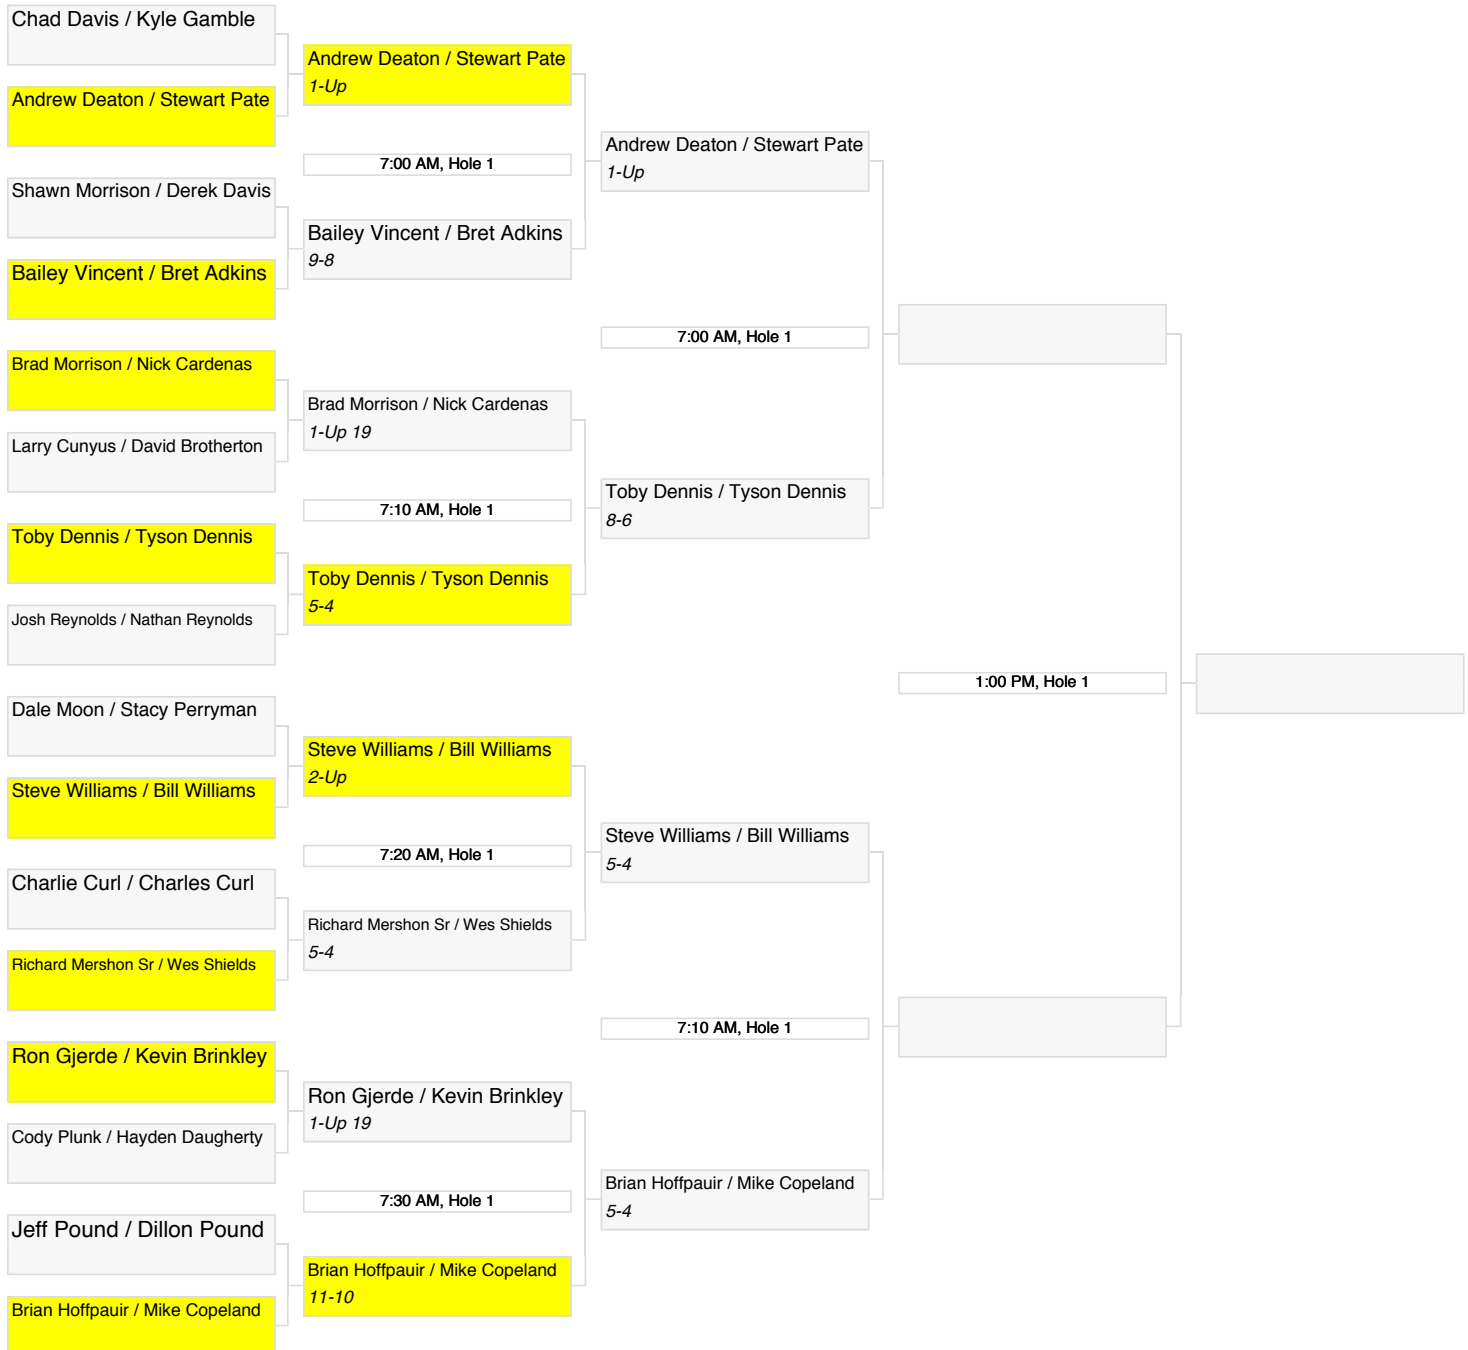 Chad Davis / Kyle Gamble
Andrew Deaton / Stewart Pate
Shawn Morrison / Derek Davis
Bailey Vincent / Bret Adkins
Brad Morrison / Nick Cardenas
Larry Cunyus / David Brotherton
Toby Dennis / Tyson Dennis
Josh Reynolds / Nathan Reynolds
Dale Moon / Stacy Perryman
Steve Williams / Bill Williams
Charlie Curl / Charles Curl
Richard Mershon Sr / Wes Shields
Ron Gjerde / Kevin Brinkley
Cody Plunk / Hayden Daugherty
Jeff Pound / Dillon Pound
Brian Hoffpauir / Mike Copeland
Andrew Deaton / Stewart Pate
1-Up
7:00 AM, Hole 1
Bailey Vincent / Bret Adkins
9-8
Brad Morrison / Nick Cardenas
1-Up 19
7:10 AM, Hole 1
Toby Dennis / Tyson Dennis
5-4
Steve Williams / Bill Williams
2-Up
7:20 AM, Hole 1
Richard Mershon Sr / Wes Shields
5-4
Ron Gjerde / Kevin Brinkley
1-Up 19
7:30 AM, Hole 1
Brian Hoffpauir / Mike Copeland
11-10
Andrew Deaton / Stewart Pate
1-Up
7:00 AM, Hole 1
Toby Dennis / Tyson Dennis
8-6
Steve Williams / Bill Williams
5-4
7:10 AM, Hole 1
Brian Hoffpauir / Mike Copeland
5-4
1:00 PM, Hole 1